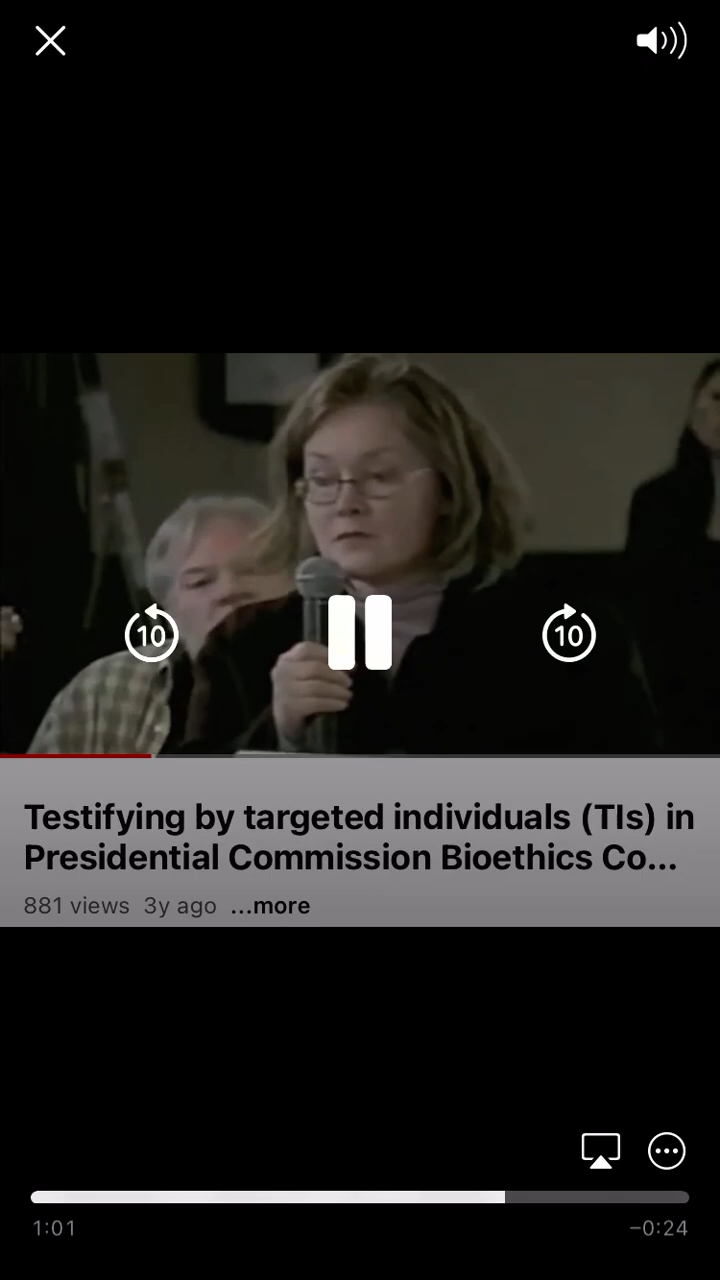 10
10
Testifying by targeted individuals (TIs) in
Presidential Commission Bioethics Co...
881 views 3y ago ...more
1:01
−0:24